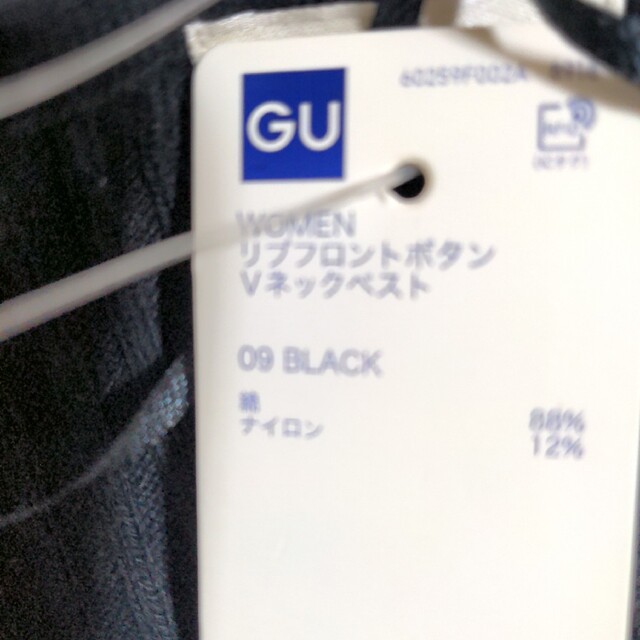 GU
WOMEN
リブフロントボタン
Vネックベスト
09 BLACK
綿 88%
ナイロン 12%